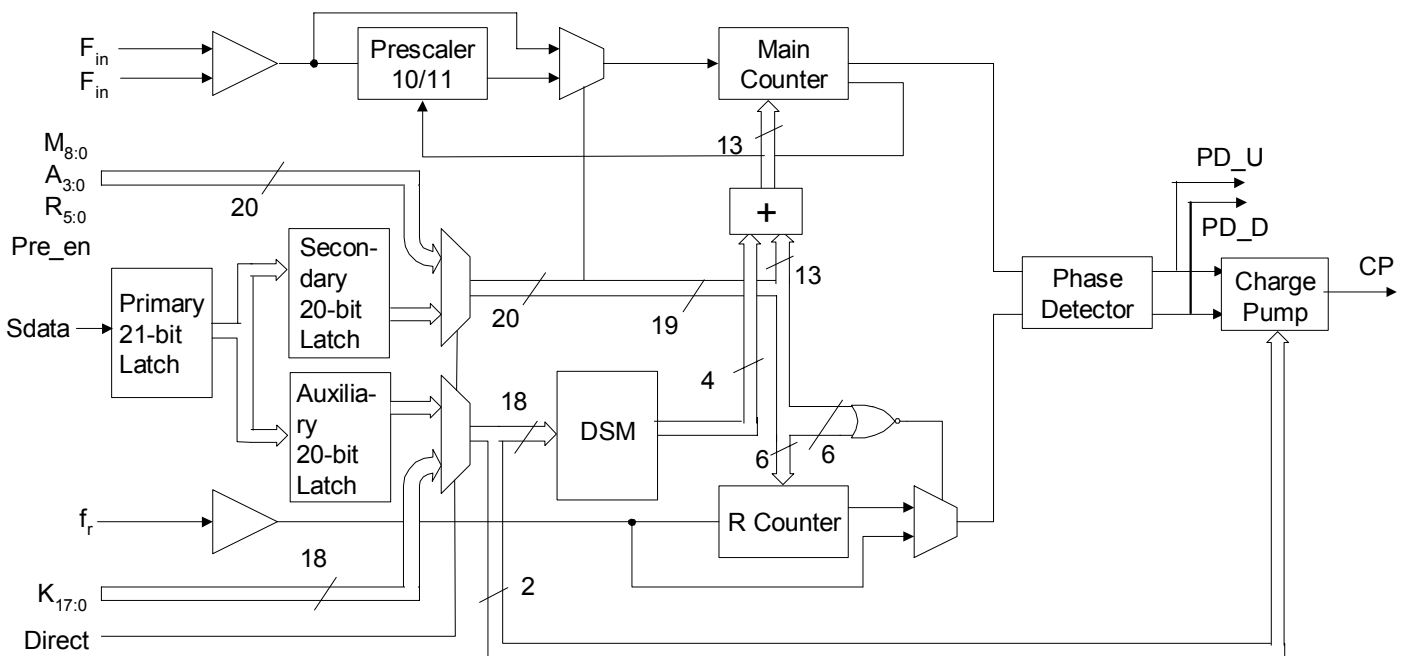 F_in
F_in
Prescaler
10/11
Main
Counter
M_8:0
A_3:0
R_5:0
Pre_en
20
13
+
13
PD_U
PD_D
Sdata
Primary
21-bit
Latch
Secon-
dary
20-bit
Latch
20
19
4
Phase
Detector
Charge
Pump
CP
Auxilia-
ry
20-bit
Latch
18
DSM
6
6
f_r
R Counter
18
2
K_17:0
Direct